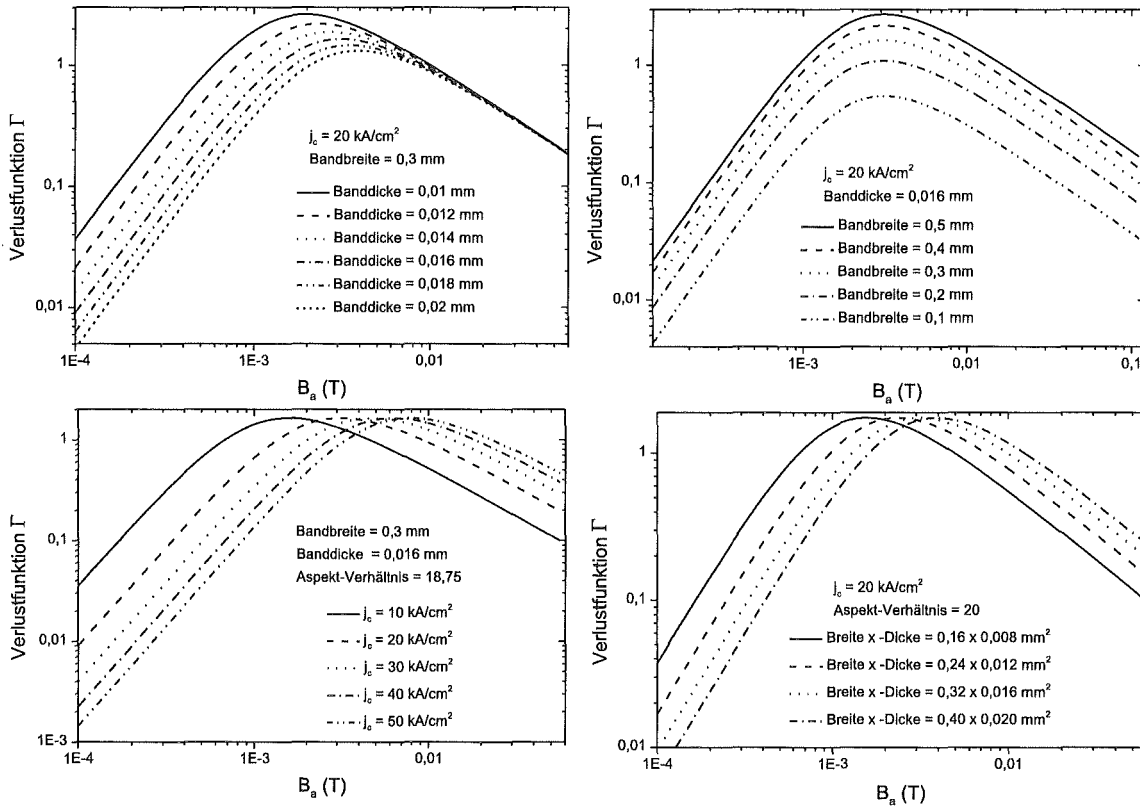 Verlustfunktion Γ
1
0,1
0,01
j_c = 20 kA/cm²
Bandbreite = 0,3 mm
Banddicke = 0,01 mm
Banddicke = 0,012 mm
Banddicke = 0,014 mm
Banddicke = 0,016 mm
Banddicke = 0,018 mm
Banddicke = 0,02 mm
1E-4
1E-3
0,01
B_a (T)
Verlustfunktion Γ
1
0,1
0,01
j_c = 20 kA/cm²
Banddicke = 0,016 mm
Bandbreite = 0,5 mm
Bandbreite = 0,4 mm
Bandbreite = 0,3 mm
Bandbreite = 0,2 mm
Bandbreite = 0,1 mm
1E-3
0,01
0,1
B_a (T)
Verlustfunktion Γ
1
0,1
0,01
1E-3
Bandbreite = 0,3 mm
Banddicke = 0,016 mm
Aspekt-Verhältnis = 18,75
j_c = 10 kA/cm²
j_c = 20 kA/cm²
j_c = 30 kA/cm²
j_c = 40 kA/cm²
j_c = 50 kA/cm²
1E-4
1E-3
0,01
B_a (T)
Verlustfunktion Γ
1
0,1
0,01
j_c = 20 kA/cm²
Aspekt-Verhältnis = 20
Breite x -Dicke = 0,16 x 0,008 mm²
Breite x -Dicke = 0,24 x 0,012 mm²
Breite x -Dicke = 0,32 x 0,016 mm²
Breite x -Dicke = 0,40 x 0,020 mm²
1E-4
1E-3
0,01
B_a (T)